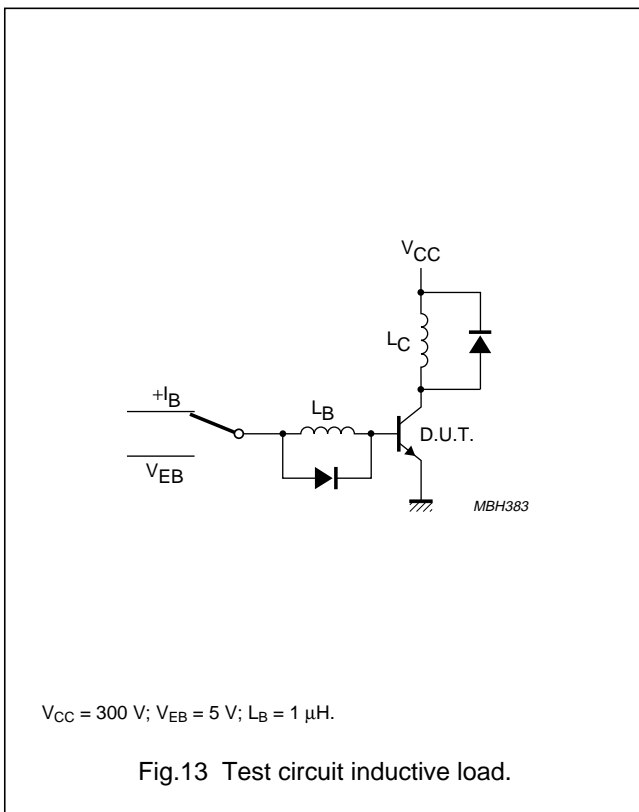 VCC
LC
+IB
LB
D.U.T.
VEB
MBH383
VCC = 300 V; VEB = 5 V; LB = 1 μH.
Fig.13 Test circuit inductive load.